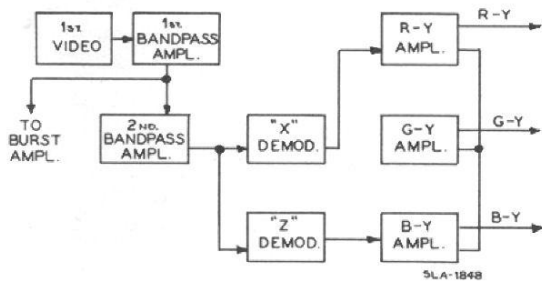 1ST. VIDEO
1ST. BANDPASS AMPL.
R-Y AMPL.
R-Y
TO BURST AMPL.
2ND. BANDPASS AMPL.
"X" DEMOD.
G-Y AMPL.
G-Y
"Z" DEMOD.
B-Y AMPL.
B-Y
SLA-1848